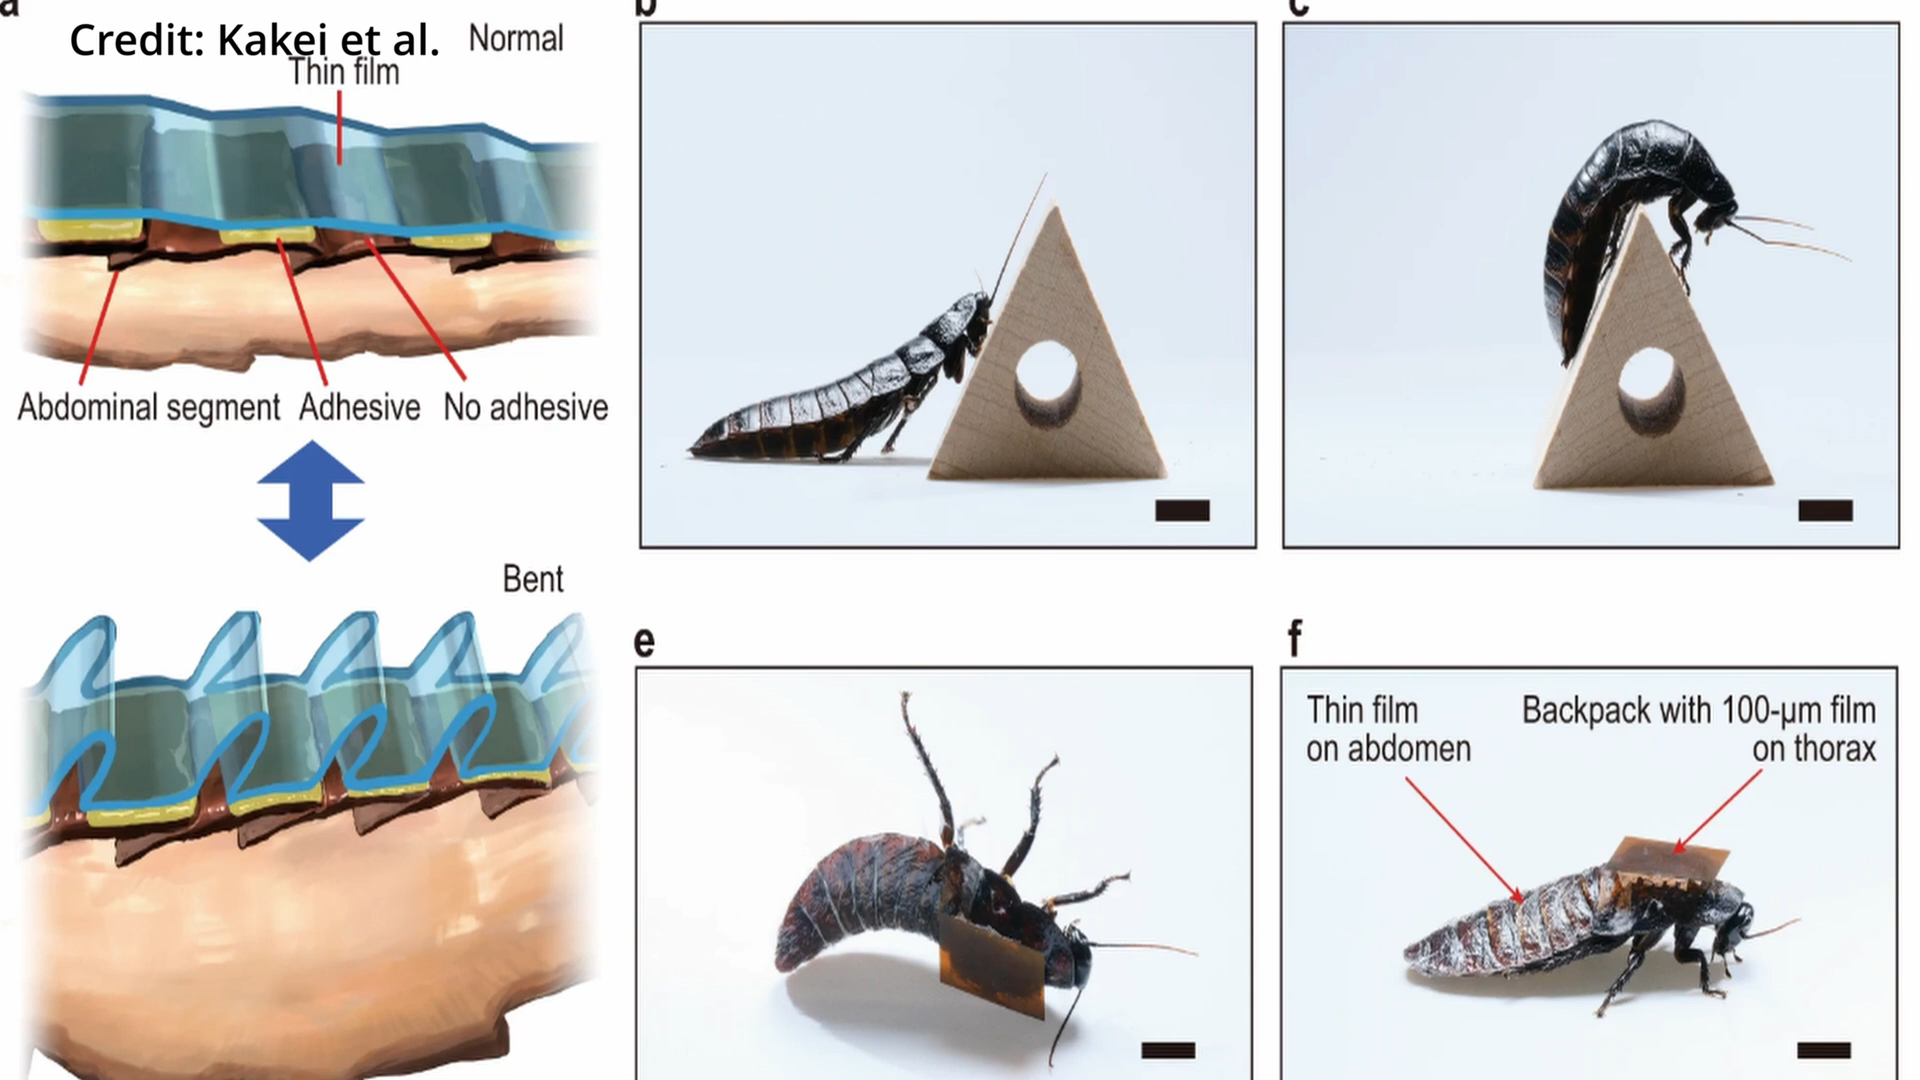 a
Credit: Kakei et al.
Normal
Thin film
Abdominal segment
Adhesive
No adhesive
Bent
b
c
e
f
Thin film
on abdomen
Backpack with 100-µm film
on thorax